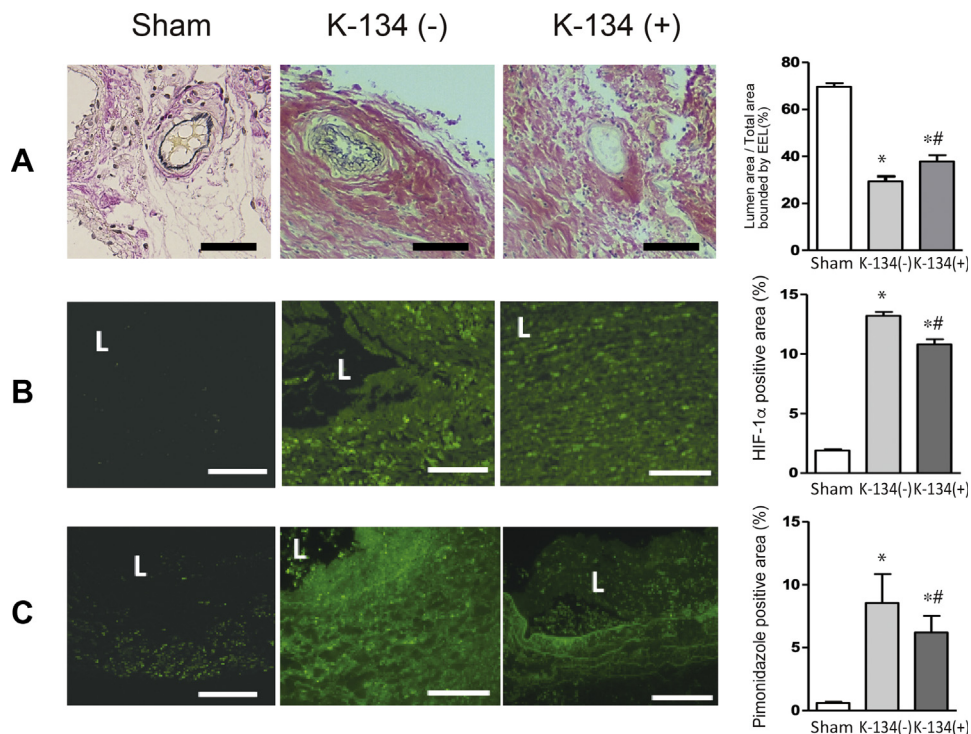 Sham
K-134 (-)
K-134 (+)
A
Lumen area / Total area
bounded by EEL(%)
80
60
40
20
0
*
*#
Sham K-134(-) K-134(+)
B
L
L
L
HIF-1α positive area (%)
15
10
5
0
*
*#
Sham K-134(-) K-134(+)
C
L
L
L
Pimonidazole positive area (%)
15
10
5
0
*
*#
Sham K-134(-) K-134(+)